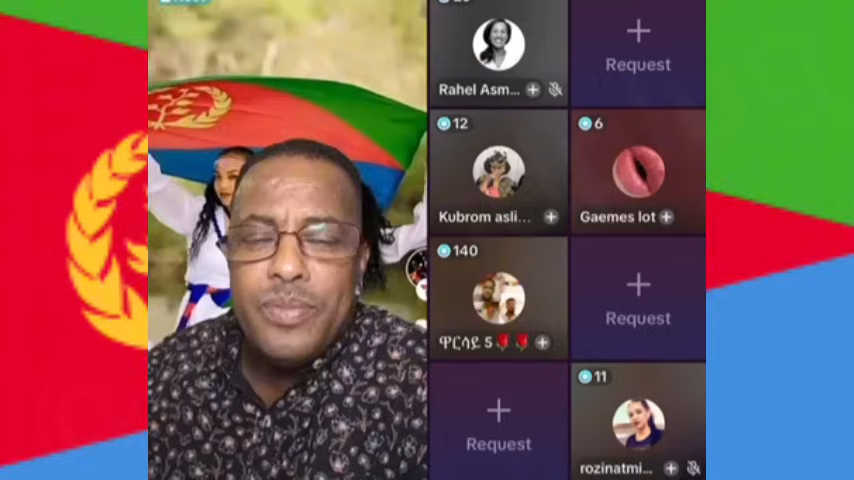 Rahel Asm...
Request
12
6
Kubrom asli...
Gaemes lot
140
ዋርሳይ 5🌹🌹
Request
Request
11
rozinatmi...